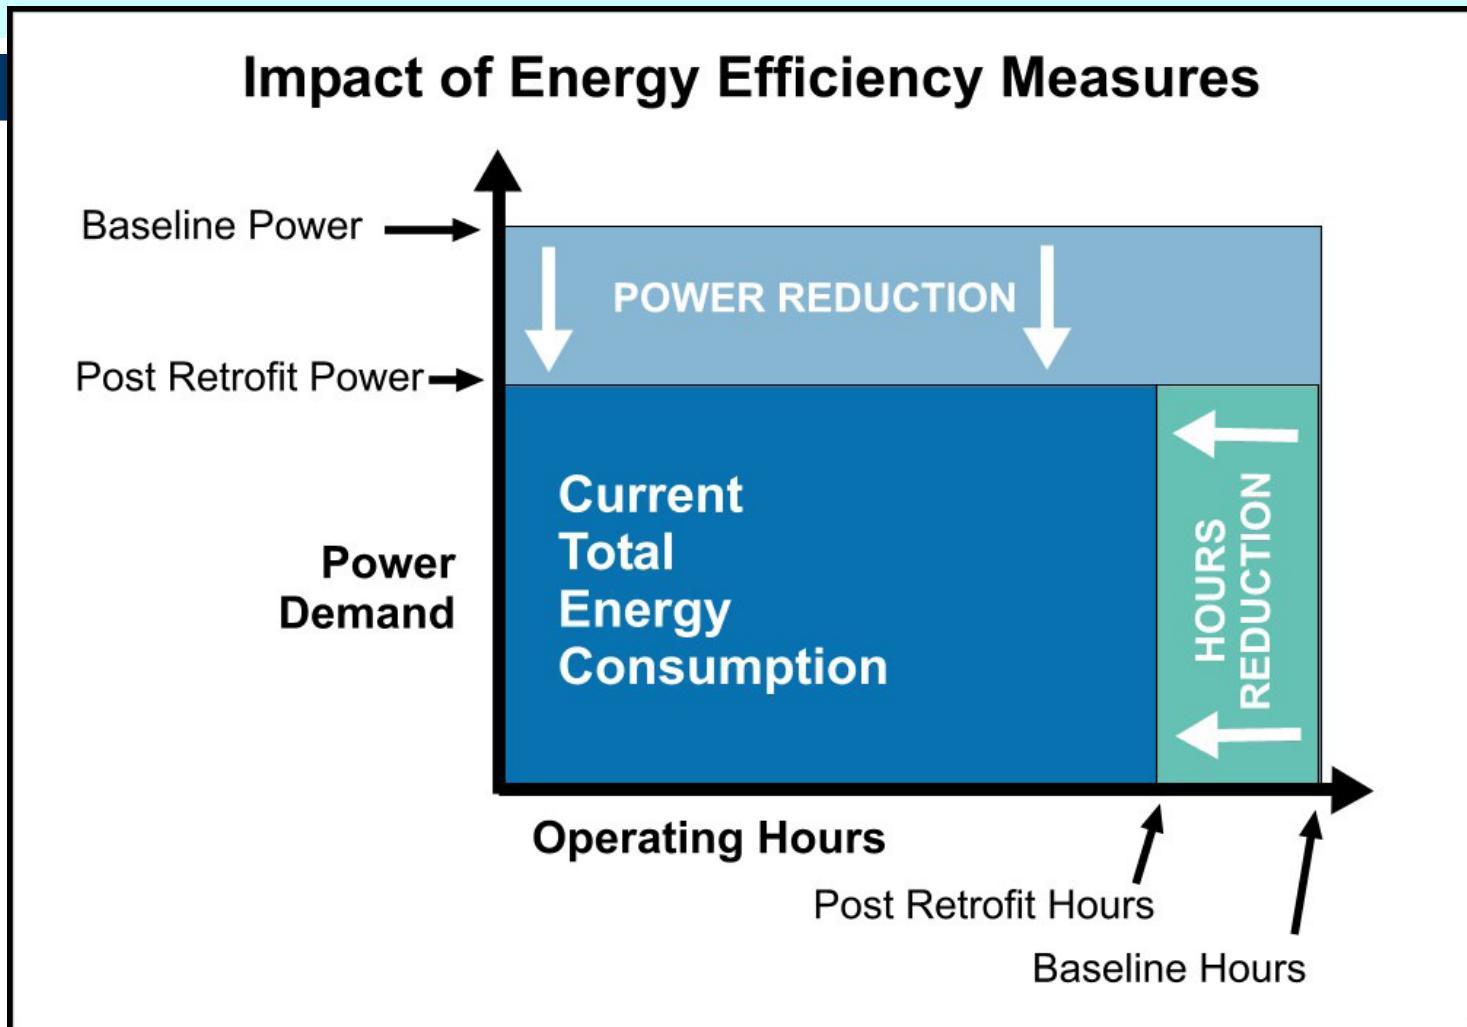 Impact of Energy Efficiency Measures
Baseline Power
POWER REDUCTION
Post Retrofit Power
Current
Total
Energy
Consumption
Power
Demand
HOURS
REDUCTION
Operating Hours
Post Retrofit Hours
Baseline Hours